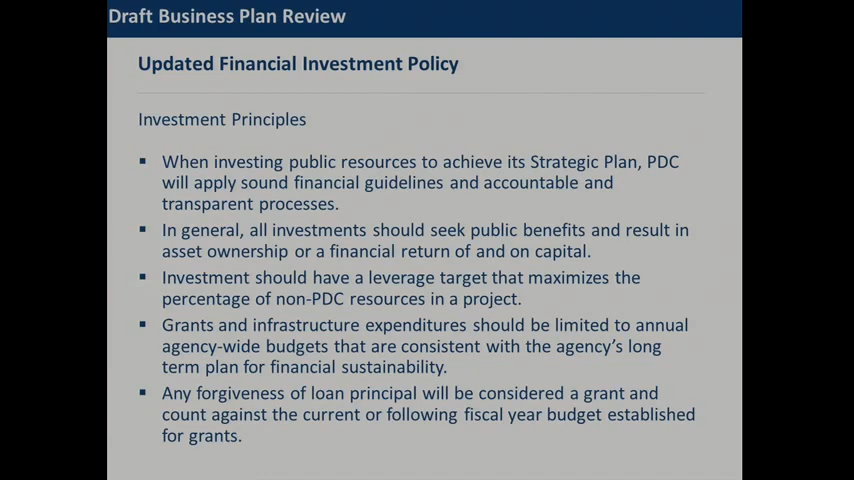 Draft Business Plan Review
Updated Financial Investment Policy
Investment Principles
▪ When investing public resources to achieve its Strategic Plan, PDC
will apply sound financial guidelines and accountable and
transparent processes.
▪ In general, all investments should seek public benefits and result in
asset ownership or a financial return of and on capital.
▪ Investment should have a leverage target that maximizes the
percentage of non-PDC resources in a project.
▪ Grants and infrastructure expenditures should be limited to annual
agency-wide budgets that are consistent with the agency's long
term plan for financial sustainability.
▪ Any forgiveness of loan principal will be considered a grant and
count against the current or following fiscal year budget established
for grants.